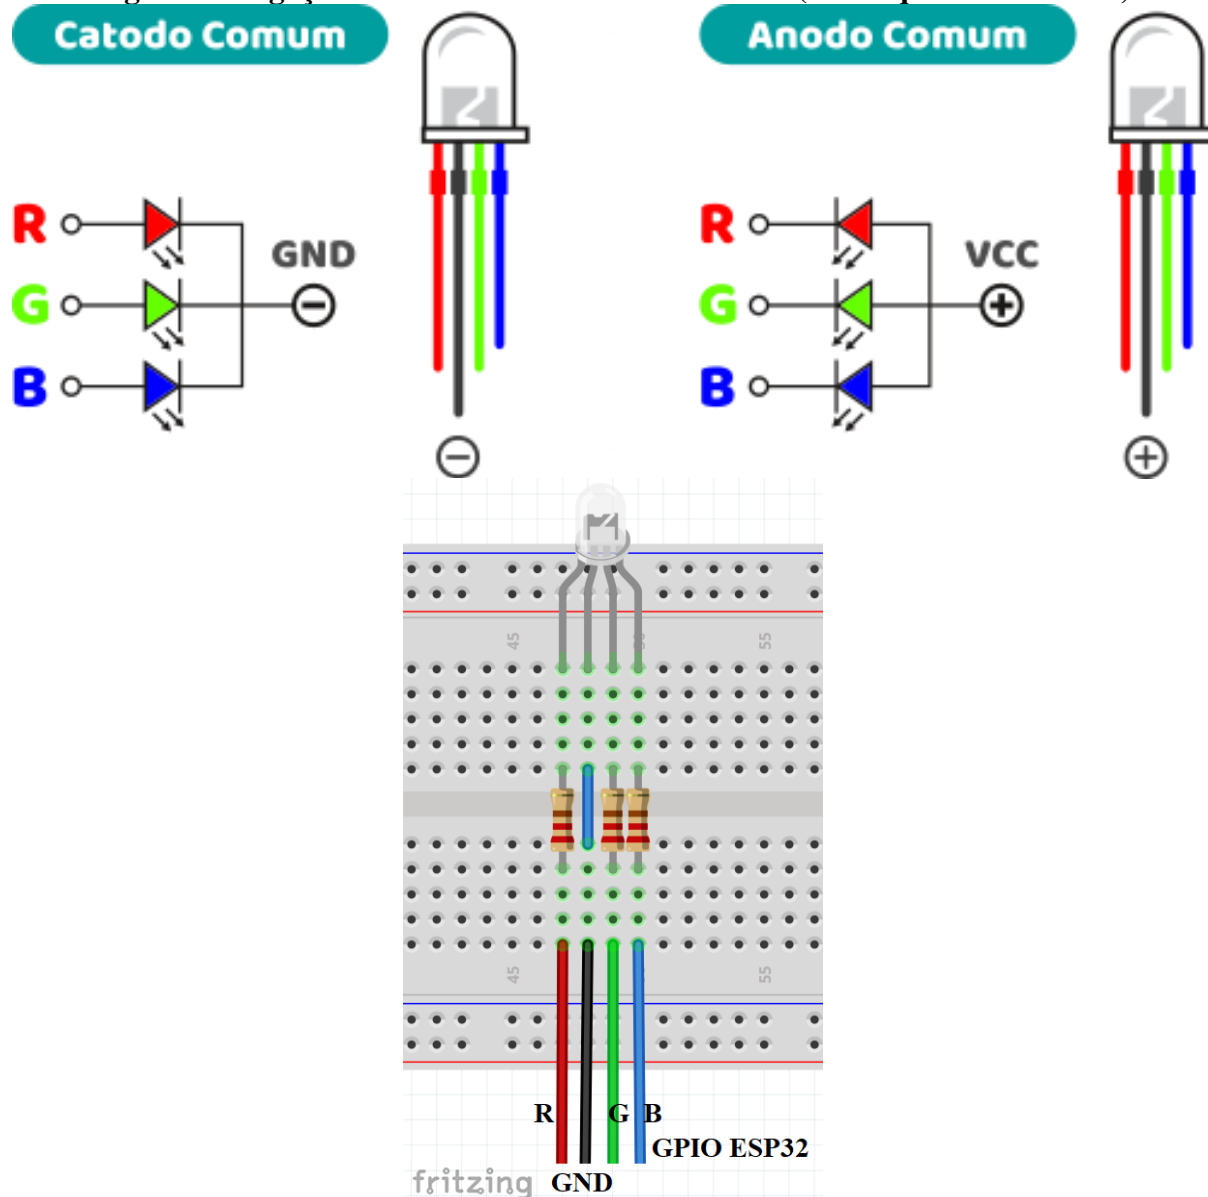 Catodo Comum
Anodo Comum
R
G
B
GND
R
G
B
VCC
45
55
45
55
R
G
B
GPIO ESP32
fritzing
GND